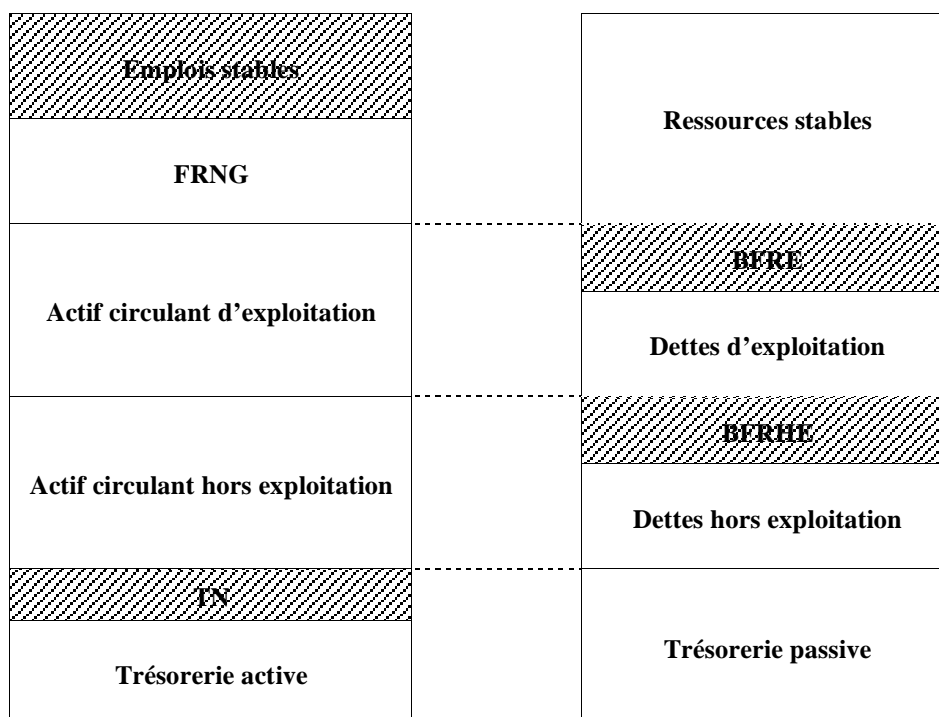 Emplois stables
FRNG
Actif circulant d’exploitation
Actif circulant hors exploitation
TN
Trésorerie active
Ressources stables
BFRE
Dettes d’exploitation
BFRHE
Dettes hors exploitation
Trésorerie passive